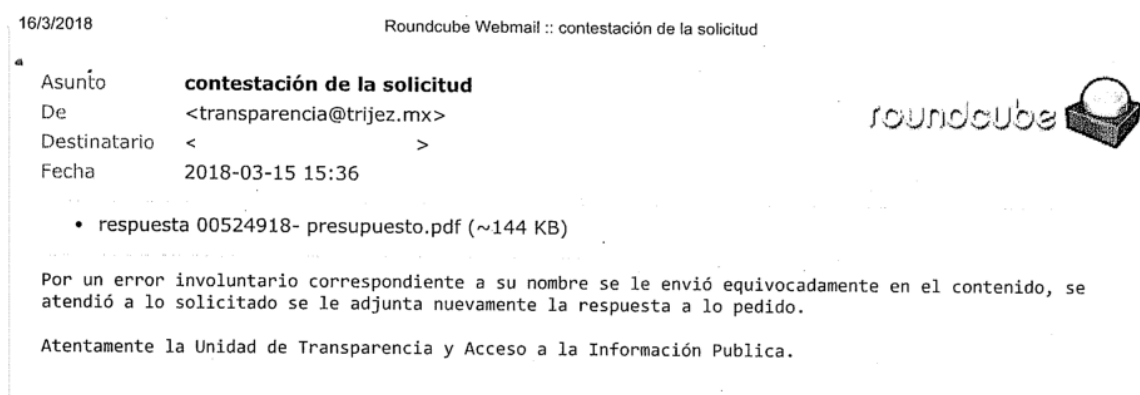 16/3/2018 Roundcube Webmail :: contestación de la solicitud
Asunto contestación de la solicitud
De <transparencia@trijez.mx>
roundcube
Destinatario < >
Fecha 2018-03-15 15:36
• respuesta 00524918- presupuesto.pdf (~144 KB)
Por un error involuntario correspondiente a su nombre se le envió equivocadamente en el contenido, se
atendió a lo solicitado se le adjunta nuevamente la respuesta a lo pedido.
Atentamente la Unidad de Transparencia y Acceso a la Información Publica.